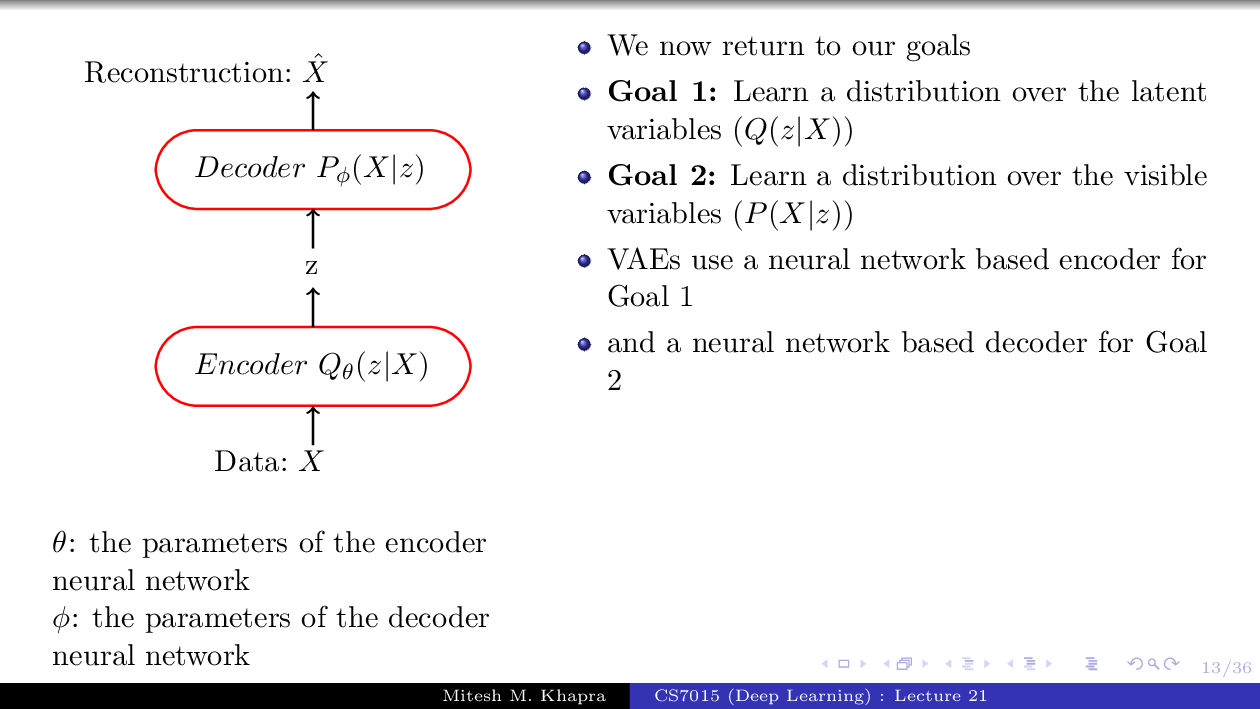 Reconstruction: X̂
Decoder P_ϕ(X|z)
z
Encoder Q_θ(z|X)
Data: X
θ: the parameters of the encoder
neural network
ϕ: the parameters of the decoder
neural network
We now return to our goals
Goal 1: Learn a distribution over the latent
variables (Q(z|X))
Goal 2: Learn a distribution over the visible
variables (P(X|z))
VAEs use a neural network based encoder for
Goal 1
and a neural network based decoder for Goal
2
13/36
Mitesh M. Khapra
CS7015 (Deep Learning) : Lecture 21